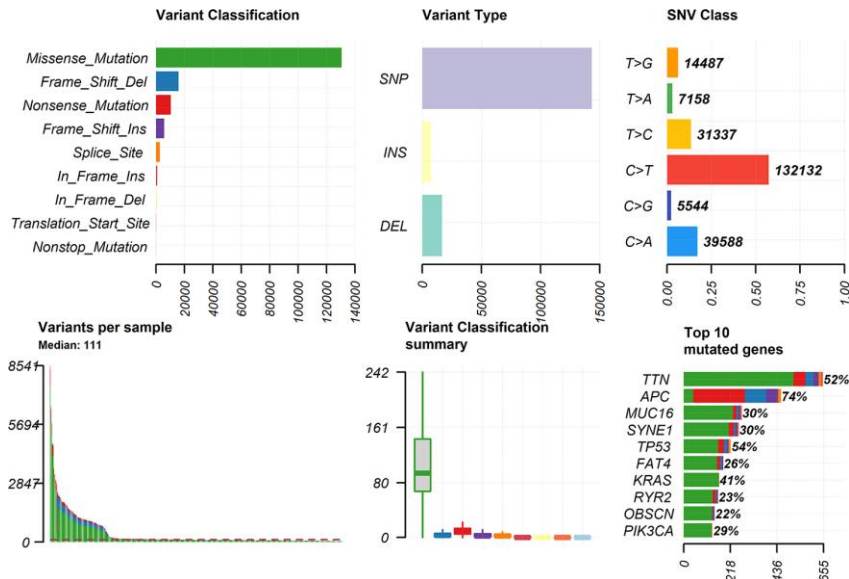 Variant Classification
Missense_Mutation
Frame_Shift_Del
Nonsense_Mutation
Frame_Shift_Ins
Splice_Site
In_Frame_Ins
In_Frame_Del
Translation_Start_Site
Nonstop_Mutation
0
20000
40000
60000
80000
100000
120000
140000
Variant Type
SNP
INS
DEL
0
50000
100000
150000
SNV Class
T>G 14487
T>A 7158
T>C 31337
C>T 132132
C>G 5544
C>A 39588
0.00
0.25
0.50
0.75
1.00
Variants per sample
Median: 111
8541
5694
2847
0
Variant Classification
summary
242
161
80
0
Top 10
mutated genes
TTN 52%
APC 74%
MUC16 30%
SYNE1 30%
TP53 54%
FAT4 26%
KRAS 41%
RYR2 23%
OBSCN 22%
PIK3CA 29%
0
218
436
655